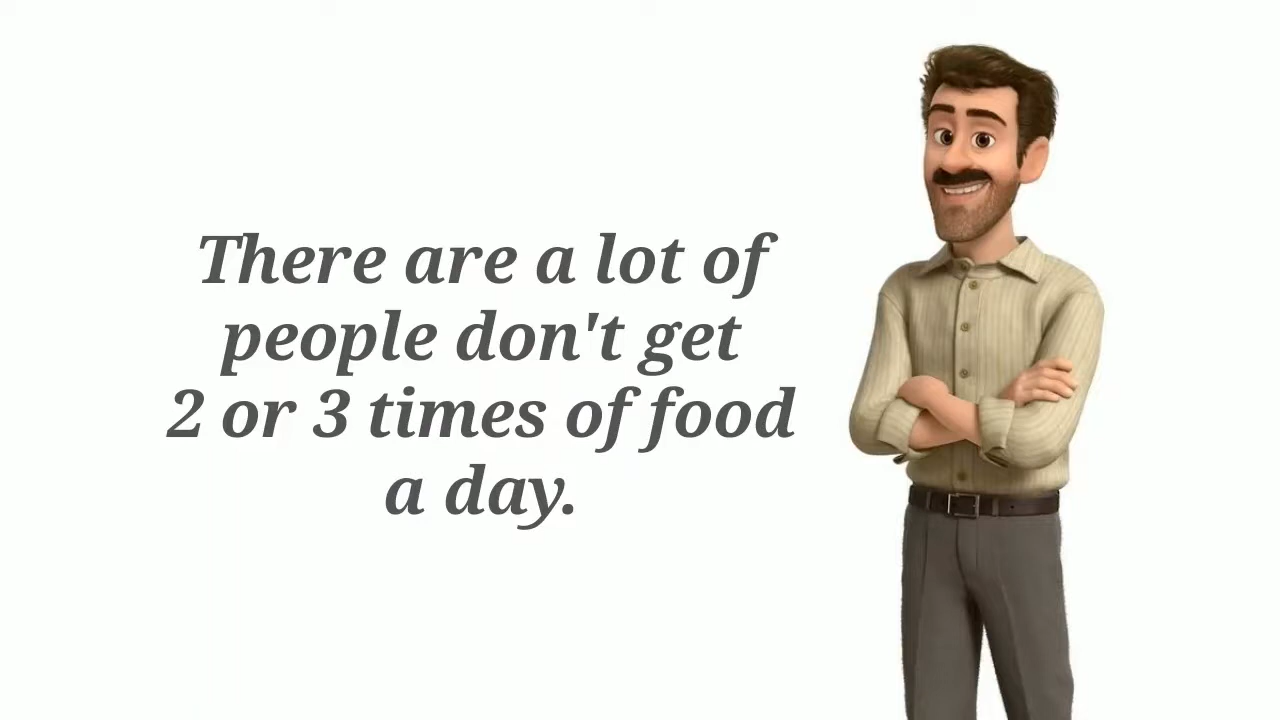 There are a lot of
people don't get
2 or 3 times of food
a day.